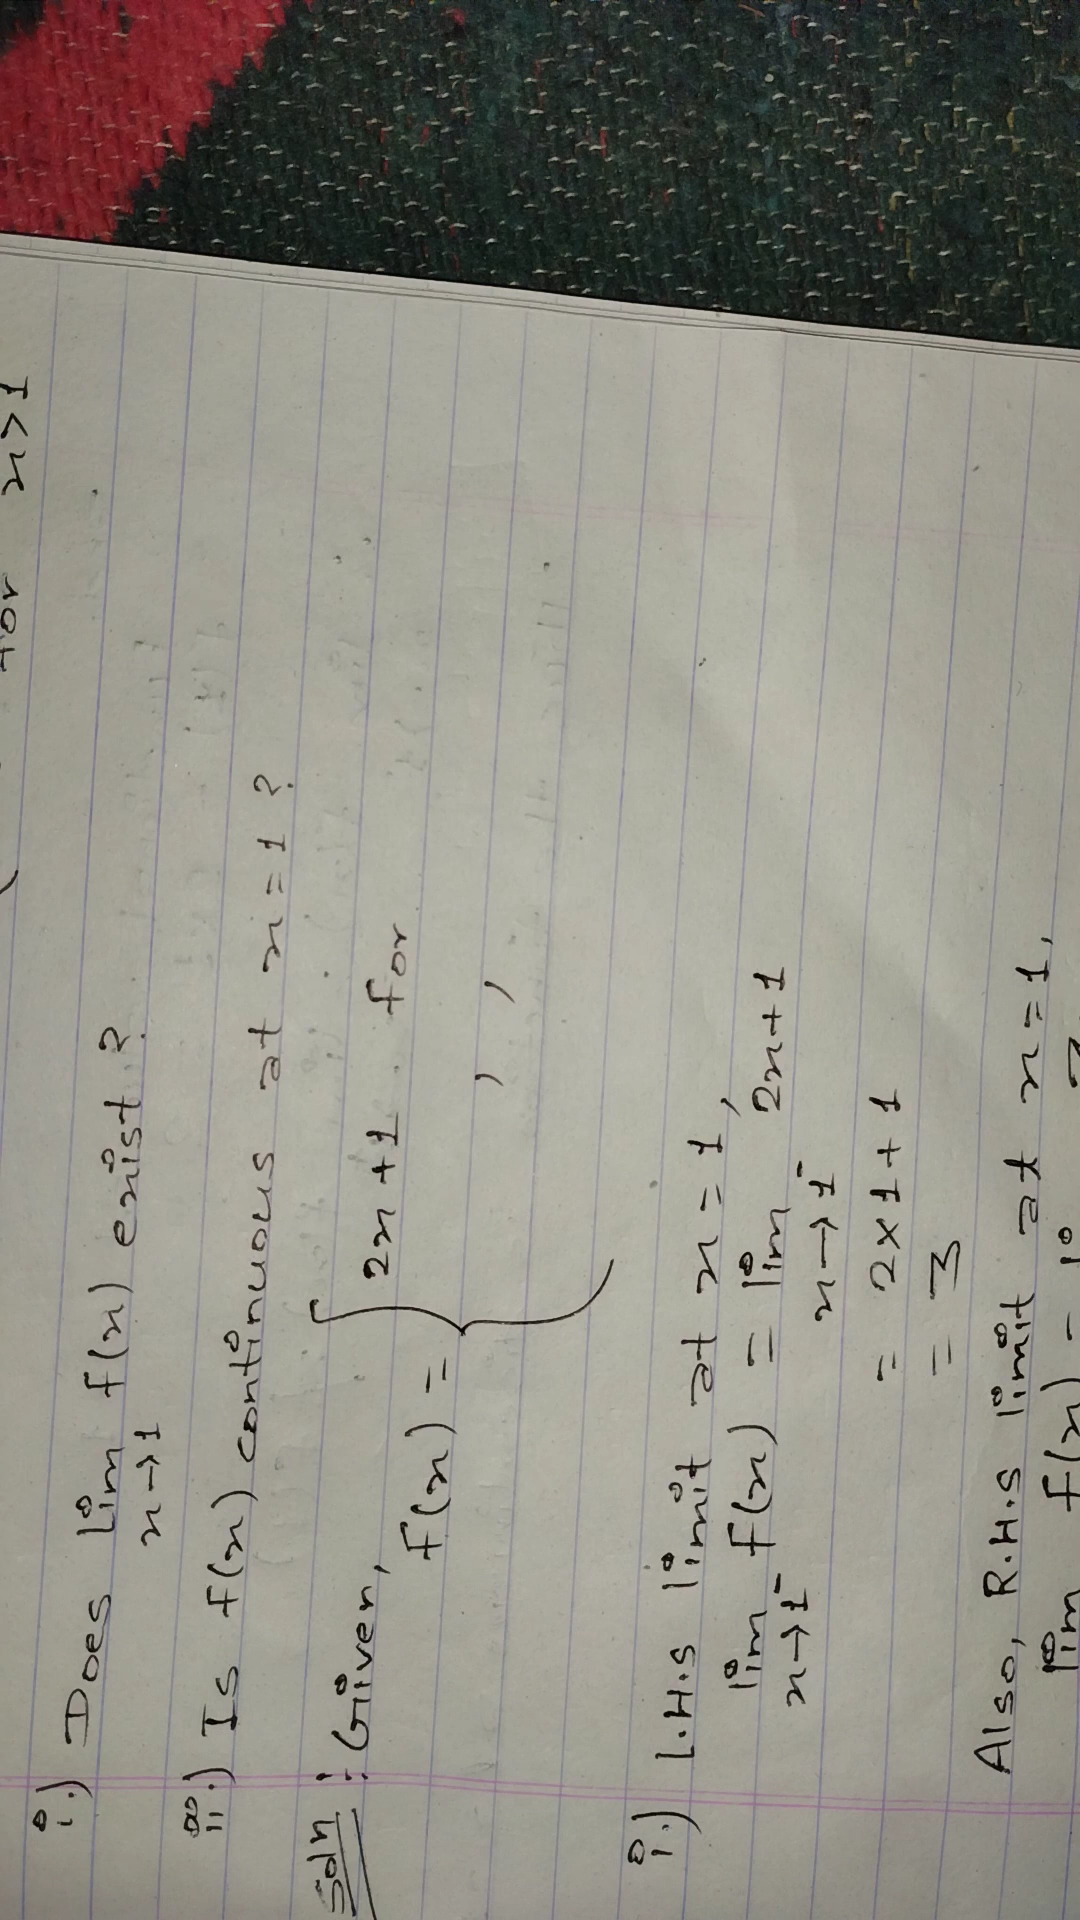 for x>1
i.) Does lim f(x) exist?
x→1
ii.) Is f(x) continuous at x=1?
Soln: Given,
2x+1 for
f(x) =
, ,
i.) L.H.S limit at x=1,
lim f(x) = lim 2x+1
x→1⁻ x→1⁻
= 2×1+1
= 3
Also, R.H.S limit at x=1,
lim f(x) =